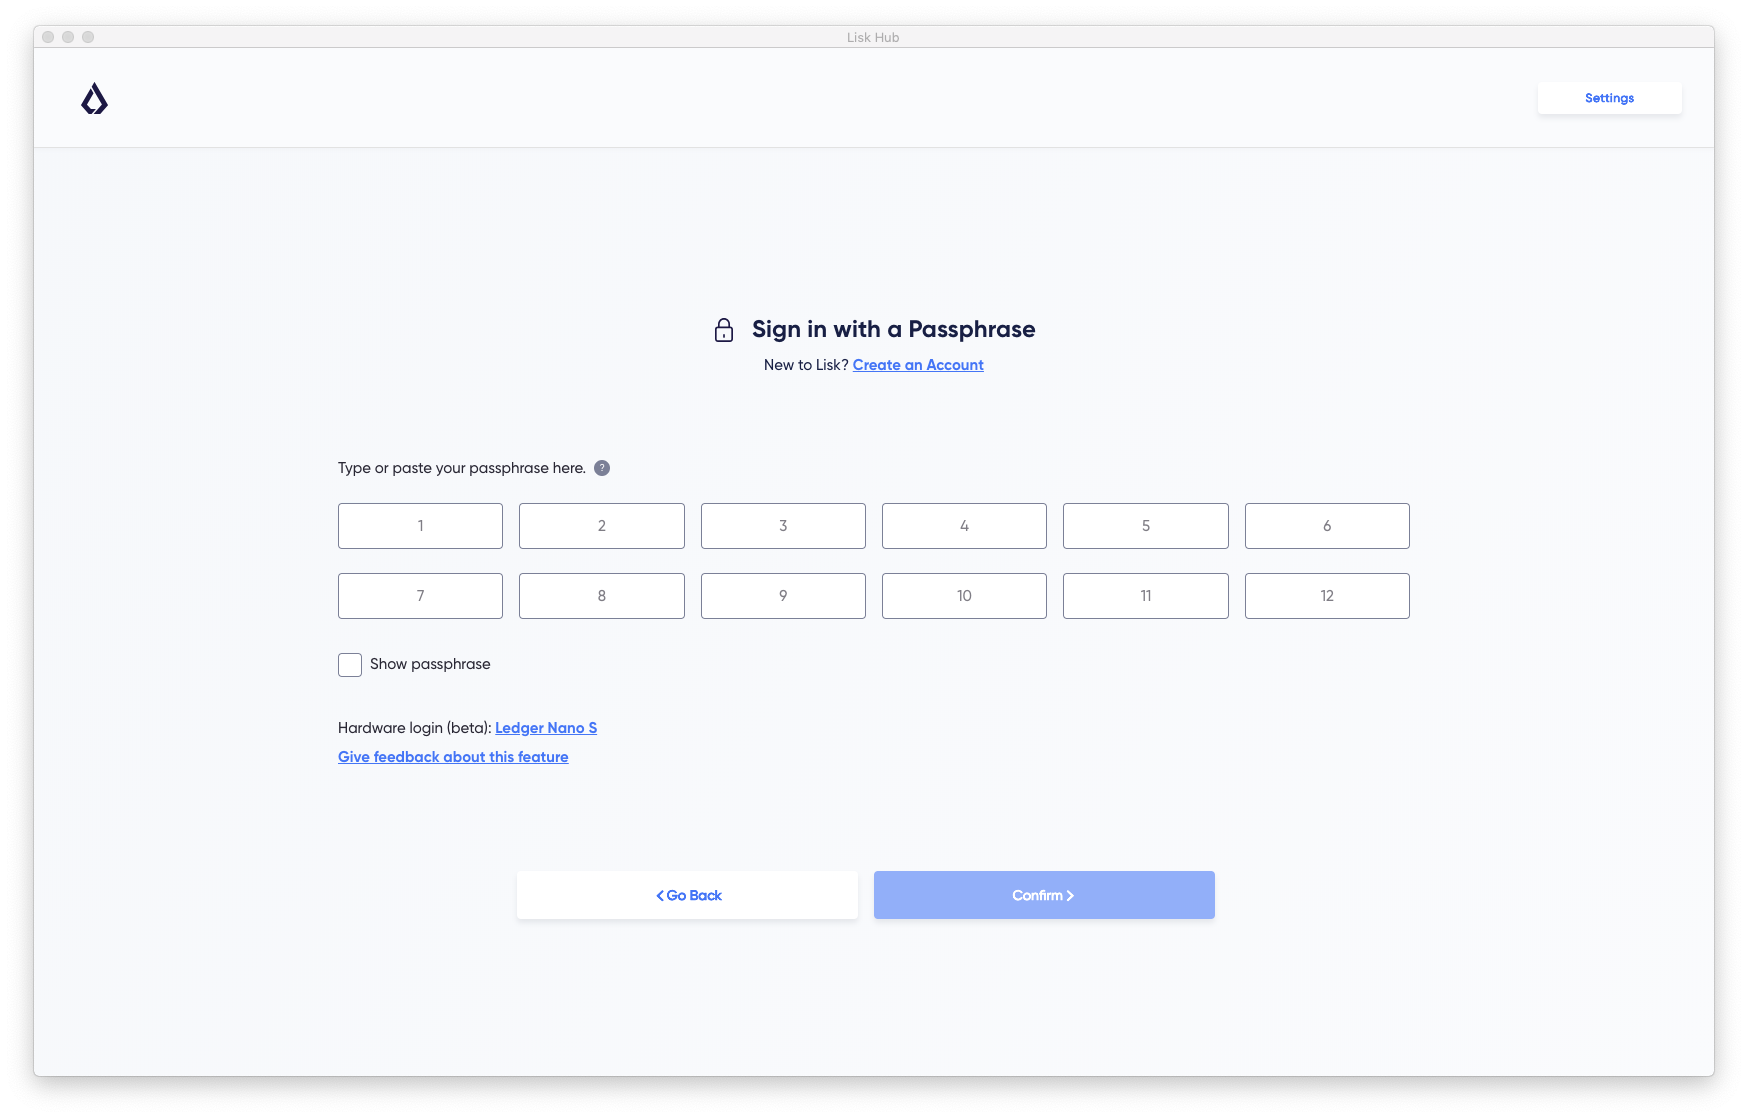 Lisk Hub
Settings
Sign in with a Passphrase
New to Lisk? Create an Account
Type or paste your passphrase here. ?
1 2 3 4 5 6
7 8 9 10 11 12
Show passphrase
Hardware login (beta): Ledger Nano S
Give feedback about this feature
Go Back Confirm